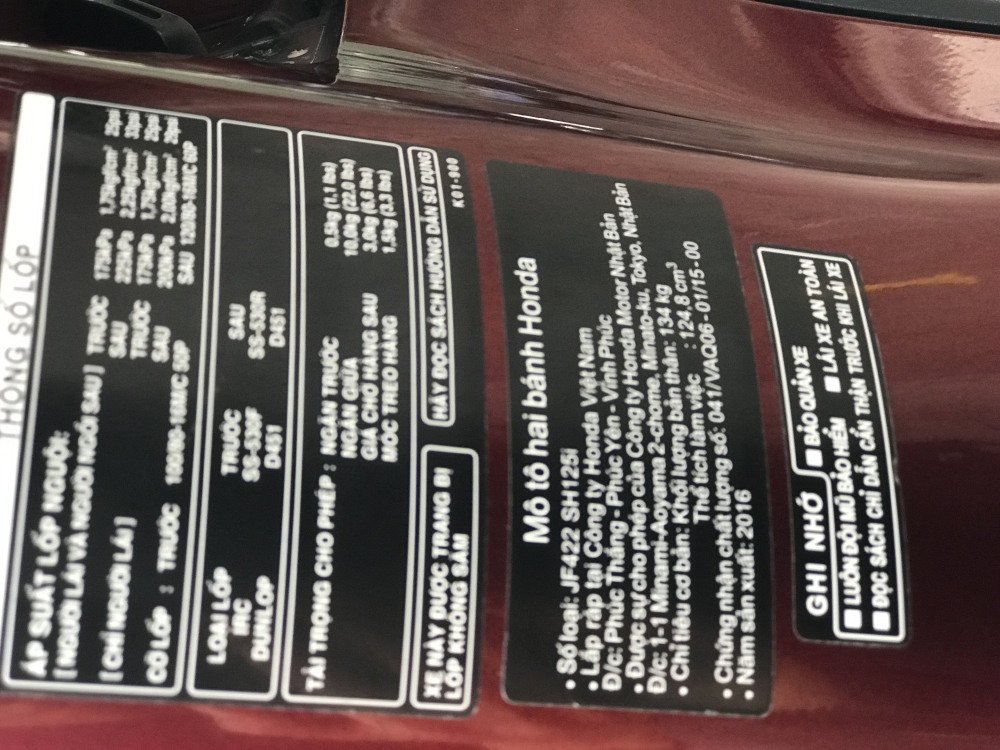 THÔNG SỐ LỐP
ÁP SUẤT LỐP NGUỘI:
[ NGƯỜI LÁI VÀ NGƯỜI NGỒI SAU ] TRƯỚC 175kPa 1.75kgf/cm² 25psi
SAU 225kPa 2.25kgf/cm² 33psi
[ CHỈ NGƯỜI LÁI ] TRƯỚC 175kPa 1.75kgf/cm² 25psi
SAU 200kPa 2.00kgf/cm² 29psi
CỠ LỐP : TRƯỚC 100/80-16M/C 50P SAU 120/80-16M/C 60P
LOẠI LỐP TRƯỚC SAU
IRC SS-530F SS-530R
DUNLOP D451 D451
TẢI TRỌNG CHO PHÉP : NGĂN TRƯỚC 0.5kg (1.1 lbs)
NGĂN GIỮA 10.0kg (22.0 lbs)
GIÁ CHỞ HÀNG SAU 3.0kg (6.6 lbs)
MÓC TREO HÀNG 1.5kg (3.3 lbs)
XE NÀY ĐƯỢC TRANG BỊ
LỐP KHÔNG SĂM
HÃY ĐỌC SÁCH HƯỚNG DẪN SỬ DỤNG
K01-900
Mô tô hai bánh Honda
• Số loại: JF422 SH125i
• Lắp ráp tại Công ty Honda Việt Nam
Đ/c: Phúc Thắng - Phúc Yên - Vĩnh Phúc
• Được sự cho phép của Công ty Honda Motor Nhật Bản
Đ/c: 1-1 Minami-Aoyama 2-chome, Minato-ku, Tokyo, Nhật Bản
• Chỉ tiêu cơ bản: Khối lượng bản thân: 134 kg
Thể tích làm việc : 124,8 cm³
• Chứng nhận chất lượng số: 041/VAQ06 - 01/15 - 00
• Năm sản xuất: 2016
GHI NHỚ ■ BẢO QUẢN XE
■ LUÔN ĐỘI MŨ BẢO HIỂM ■ LÁI XE AN TOÀN
■ ĐỌC SÁCH CHỈ DẪN CẨN THẬN TRƯỚC KHI LÁI XE